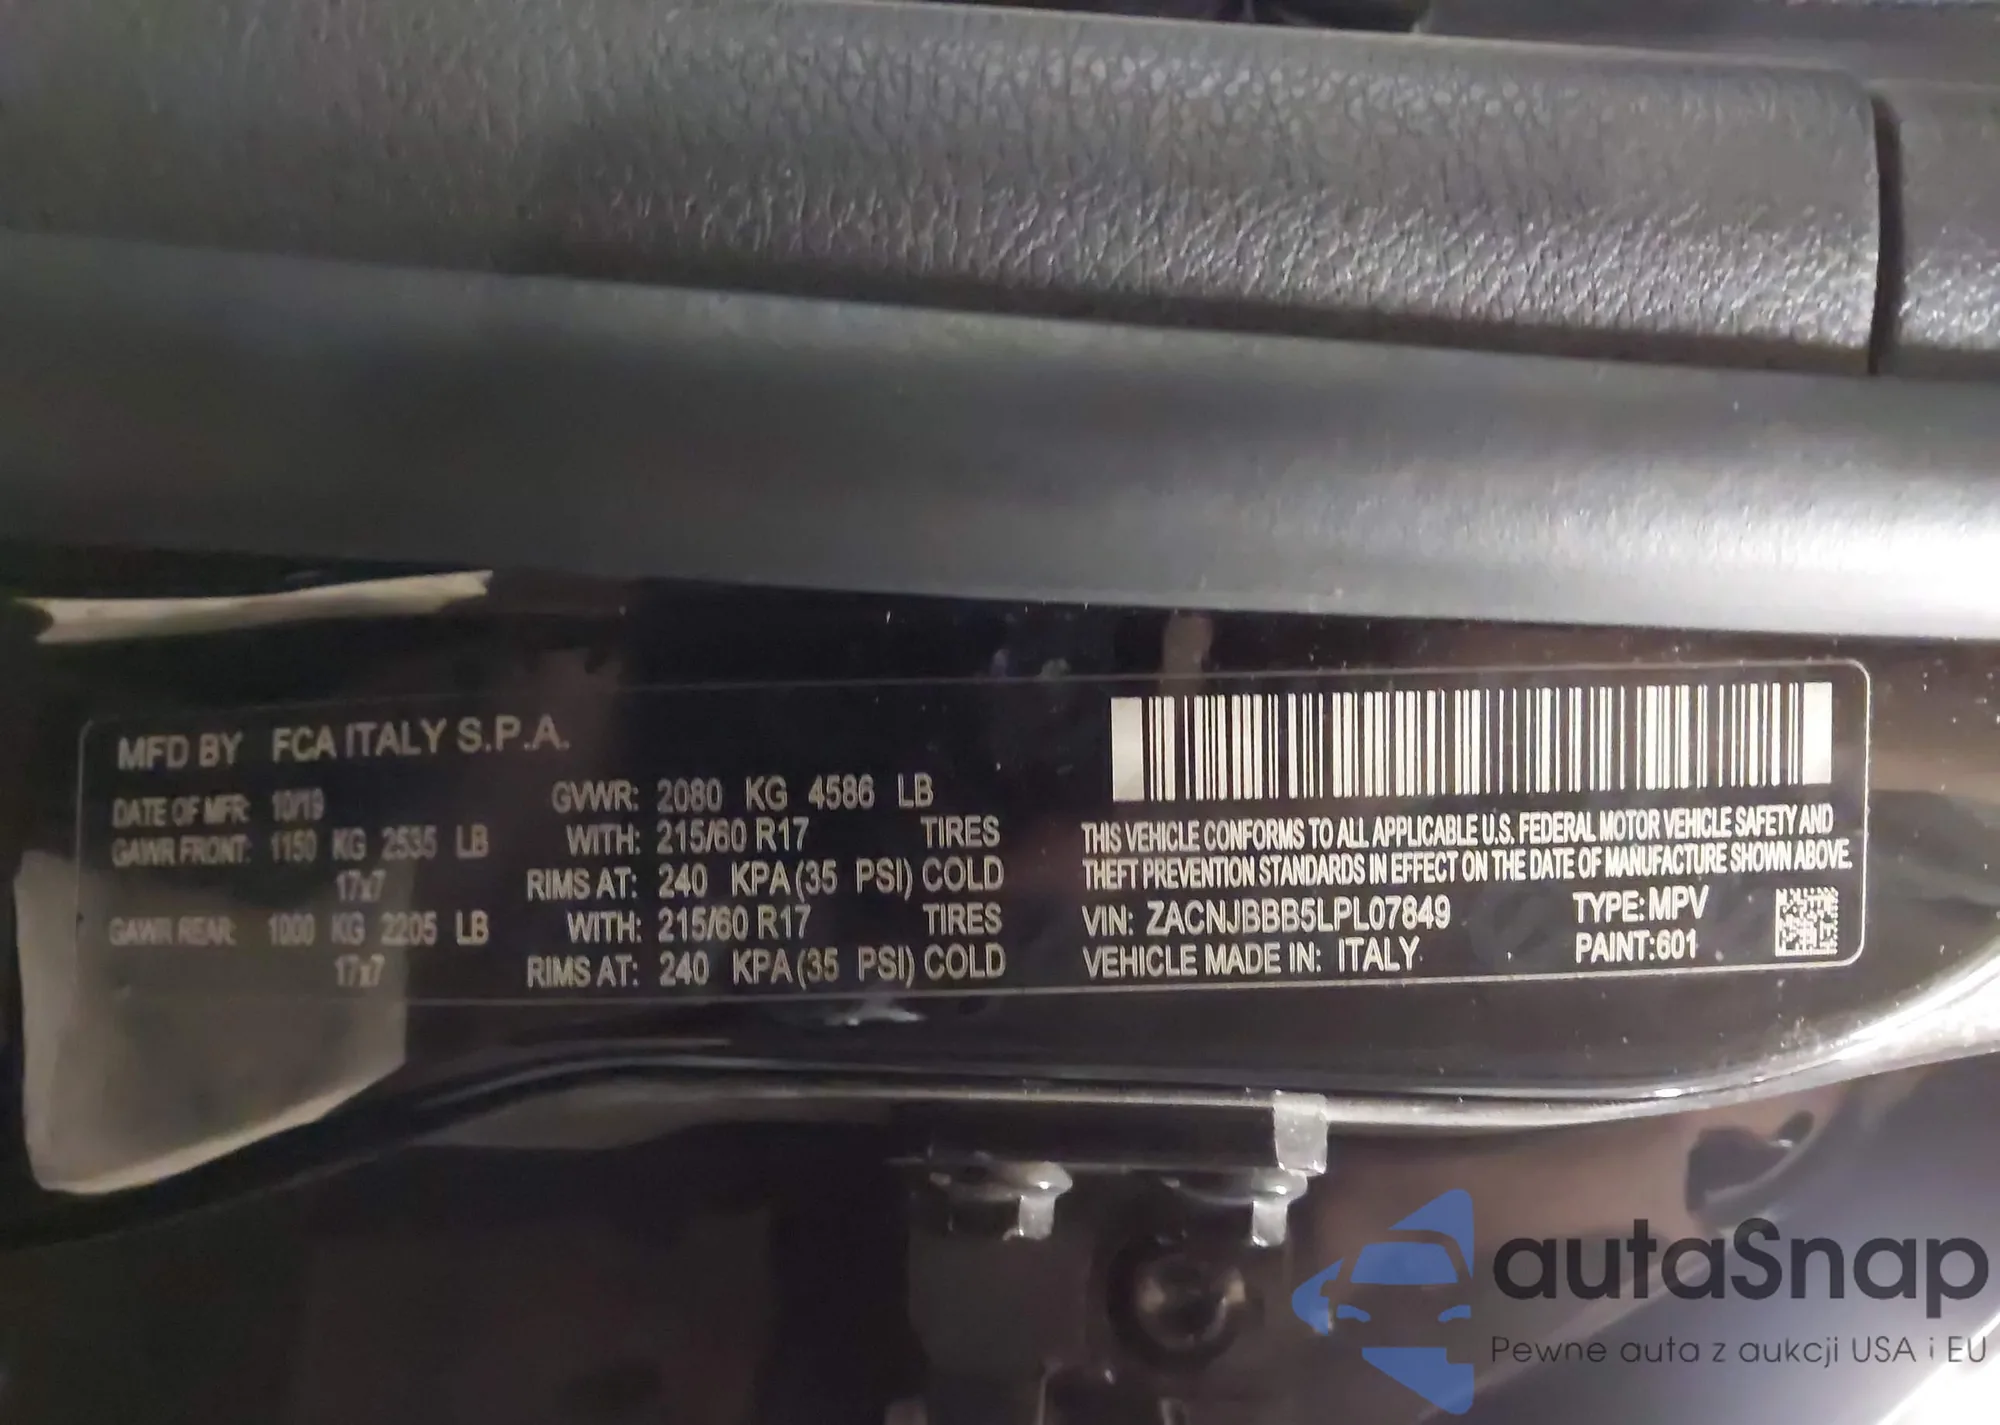 MFD BY FCA ITALY S.P.A.
DATE OF MFR: 10/19 GVWR: 2080 KG 4586 LB
GAWR FRONT: 1150 KG 2535 LB WITH: 215/60 R17 TIRES
17x7 RIMS AT: 240 KPA (35 PSI) COLD
GAWR REAR: 1000 KG 2205 LB WITH: 215/60 R17 TIRES
17x7 RIMS AT: 240 KPA (35 PSI) COLD
THIS VEHICLE CONFORMS TO ALL APPLICABLE U.S. FEDERAL MOTOR VEHICLE SAFETY AND
THEFT PREVENTION STANDARDS IN EFFECT ON THE DATE OF MANUFACTURE SHOWN ABOVE.
VIN: ZACNJBBB5LPL07849 TYPE: MPV
VEHICLE MADE IN: ITALY PAINT:601
autaSnap
Pewne auta z aukcji USA i EU